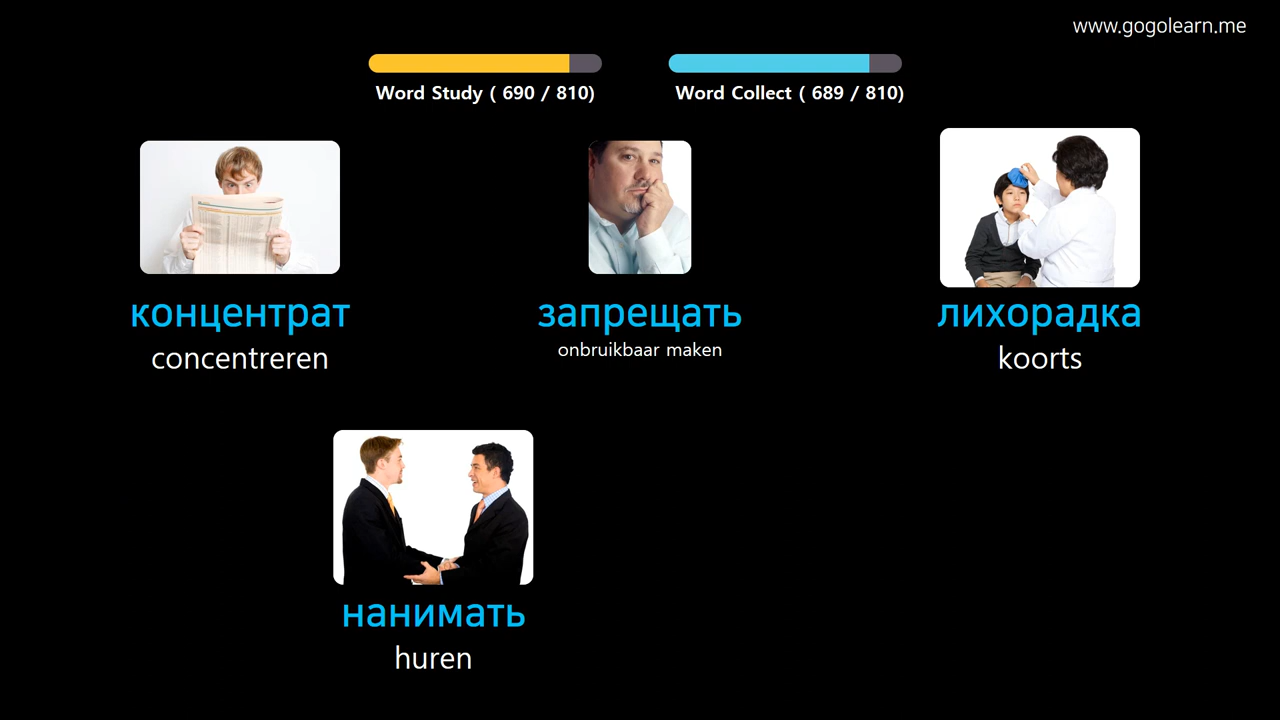 www.gogolearn.me
Word Study ( 690 / 810)
Word Collect ( 689 / 810)
концентрат
concentreren
запрещать
onbruikbaar maken
лихорадка
koorts
нанимать
huren